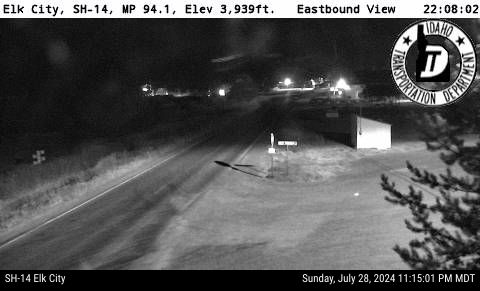 Elk City, SH-14, MP 94.1, Elev 3,939ft. Eastbound View 22:08:02
IDAHO
TRANSPORTATION DEPARTMENT
SH-14 Elk City Sunday, July 28, 2024 11:15:01 PM MDT